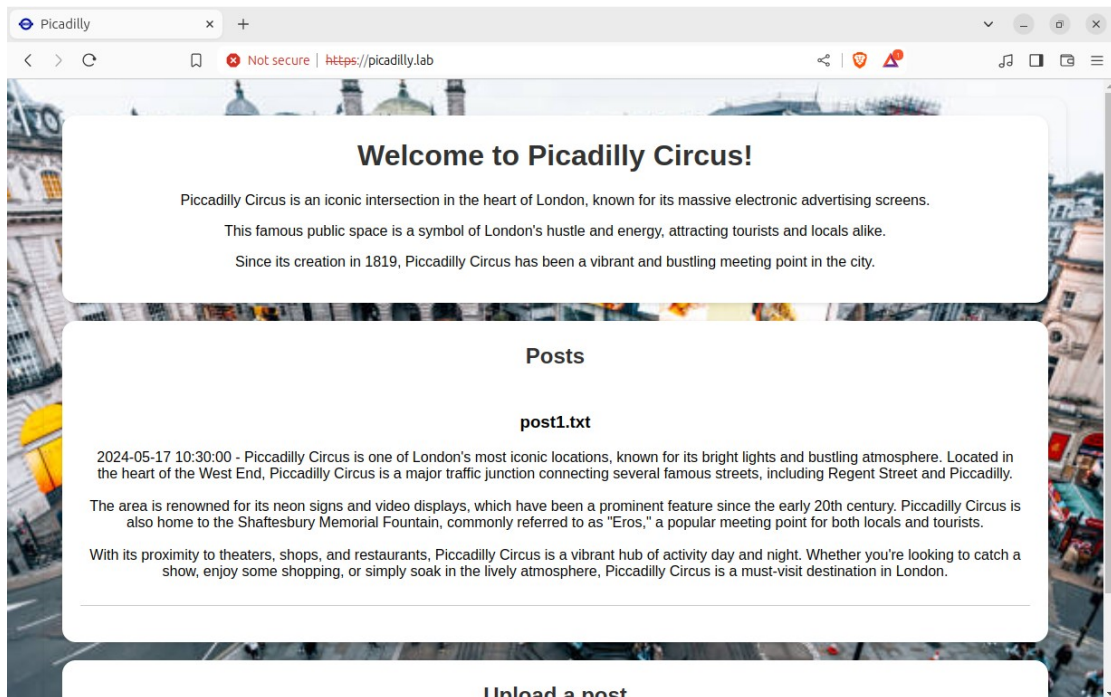 Picadilly
Not secure https://picadilly.lab
Welcome to Picadilly Circus!
Piccadilly Circus is an iconic intersection in the heart of London, known for its massive electronic advertising screens.
This famous public space is a symbol of London's hustle and energy, attracting tourists and locals alike.
Since its creation in 1819, Piccadilly Circus has been a vibrant and bustling meeting point in the city.
Posts
post1.txt
2024-05-17 10:30:00 - Piccadilly Circus is one of London's most iconic locations, known for its bright lights and bustling atmosphere. Located in
the heart of the West End, Piccadilly Circus is a major traffic junction connecting several famous streets, including Regent Street and Piccadilly.
The area is renowned for its neon signs and video displays, which have been a prominent feature since the early 20th century. Piccadilly Circus is
also home to the Shaftesbury Memorial Fountain, commonly referred to as "Eros," a popular meeting point for both locals and tourists.
With its proximity to theaters, shops, and restaurants, Piccadilly Circus is a vibrant hub of activity day and night. Whether you're looking to catch a
show, enjoy some shopping, or simply soak in the lively atmosphere, Piccadilly Circus is a must-visit destination in London.
Upload a post